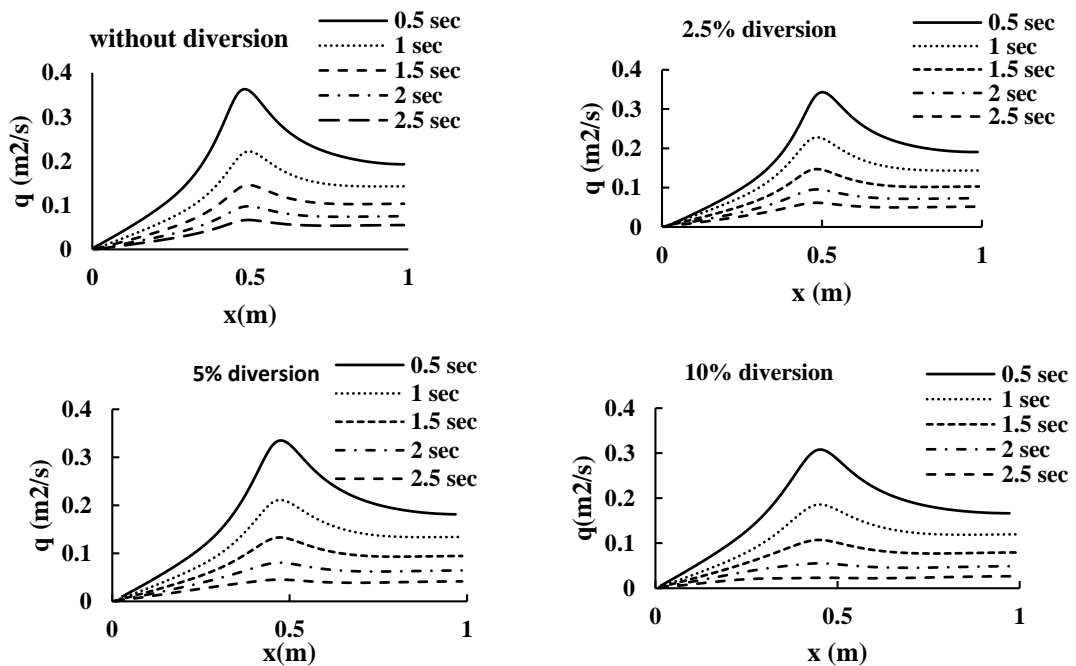 without diversion
0.5 sec
1 sec
1.5 sec
2 sec
2.5 sec
q (m2/s)
0.4
0.3
0.2
0.1
0
0
0.5
1
x(m)
2.5% diversion
0.5 sec
1 sec
1.5 sec
2 sec
2.5 sec
q (m2/s)
0.4
0.3
0.2
0.1
0
0
0.5
1
x (m)
5% diversion
0.5 sec
1 sec
1.5 sec
2 sec
2.5 sec
q (m2/s)
0.4
0.3
0.2
0.1
0
0
0.5
1
x(m)
10% diversion
0.5 sec
1 sec
1.5 sec
2 sec
2.5 sec
q(m2/s)
0.4
0.3
0.2
0.1
0
0
0.5
1
x (m)